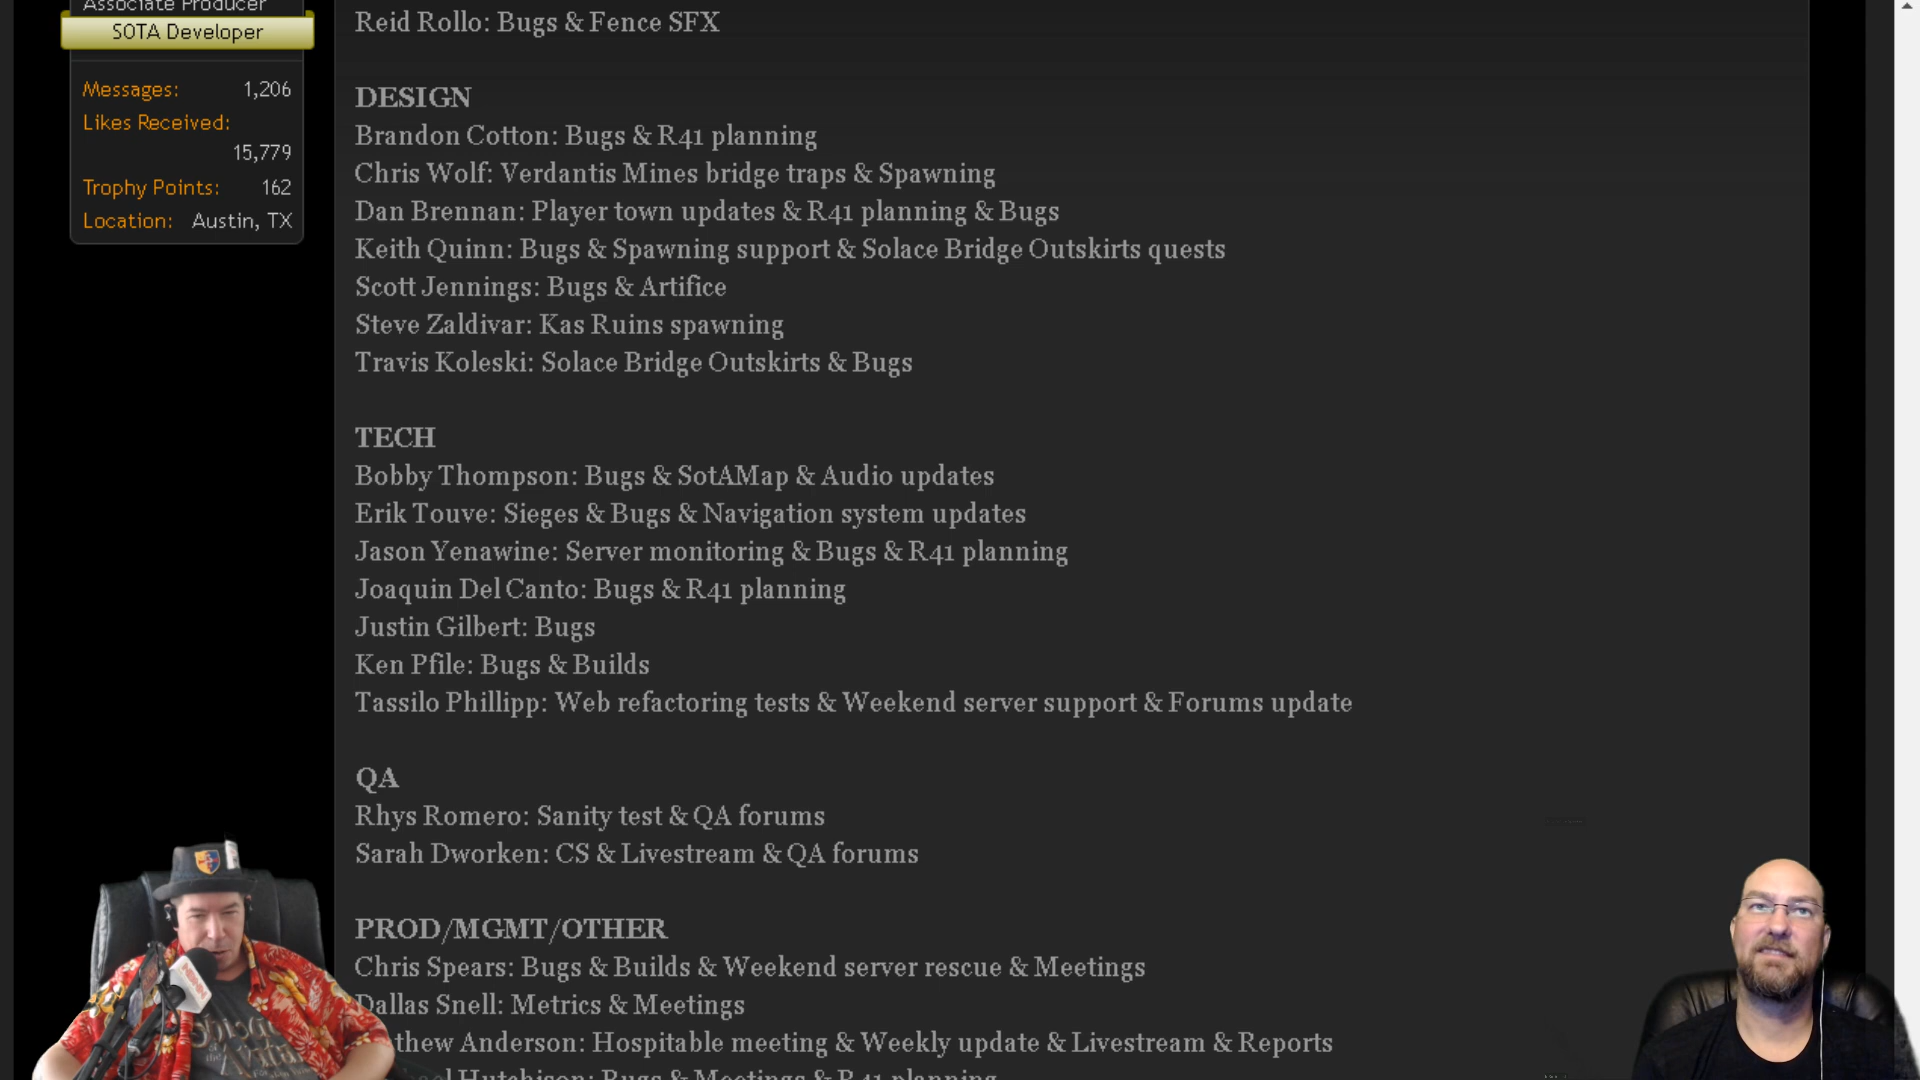 Associate Producer
SOTA Developer
Messages: 1,206
Likes Received:
15,779
Trophy Points: 162
Location: Austin, TX
Reid Rollo: Bugs & Fence SFX
DESIGN
Brandon Cotton: Bugs & R41 planning
Chris Wolf: Verdantis Mines bridge traps & Spawning
Dan Brennan: Player town updates & R41 planning & Bugs
Keith Quinn: Bugs & Spawning support & Solace Bridge Outskirts quests
Scott Jennings: Bugs & Artifice
Steve Zaldivar: Kas Ruins spawning
Travis Koleski: Solace Bridge Outskirts & Bugs
TECH
Bobby Thompson: Bugs & SotAMap & Audio updates
Erik Touve: Sieges & Bugs & Navigation system updates
Jason Yenawine: Server monitoring & Bugs & R41 planning
Joaquin Del Canto: Bugs & R41 planning
Justin Gilbert: Bugs
Ken Pfile: Bugs & Builds
Tassilo Phillipp: Web refactoring tests & Weekend server support & Forums update
QA
Rhys Romero: Sanity test & QA forums
Sarah Dworken: CS & Livestream & QA forums
PROD/MGMT/OTHER
Chris Spears: Bugs & Builds & Weekend server rescue & Meetings
Dallas Snell: Metrics & Meetings
thew Anderson: Hospitable meeting & Weekly update & Livestream & Reports
Hutchison: Bugs & Meetings & R41 planning